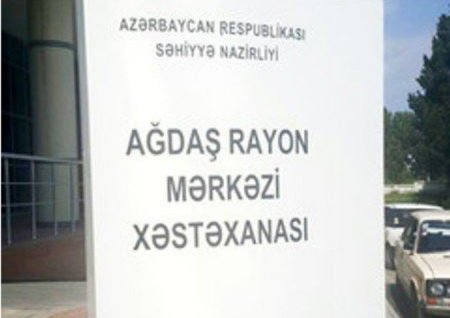 AZƏRBAYCAN RESPUBLİKASI
SƏHİYYƏ NAZİRLİYİ
AĞDAŞ RAYON
MƏRKƏZİ
XƏSTƏXANASI